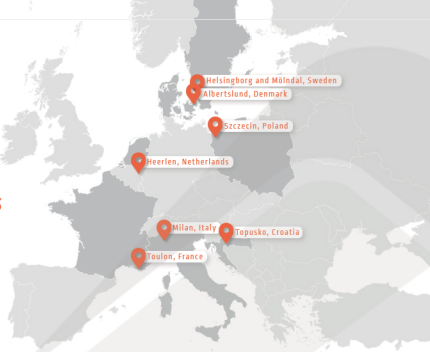 Helsingborg and Mölndal, Sweden
Albertslund, Denmark
Szczecin, Poland
Heerlen, Netherlands
Milan, Italy
Topusko, Croatia
Toulon, France